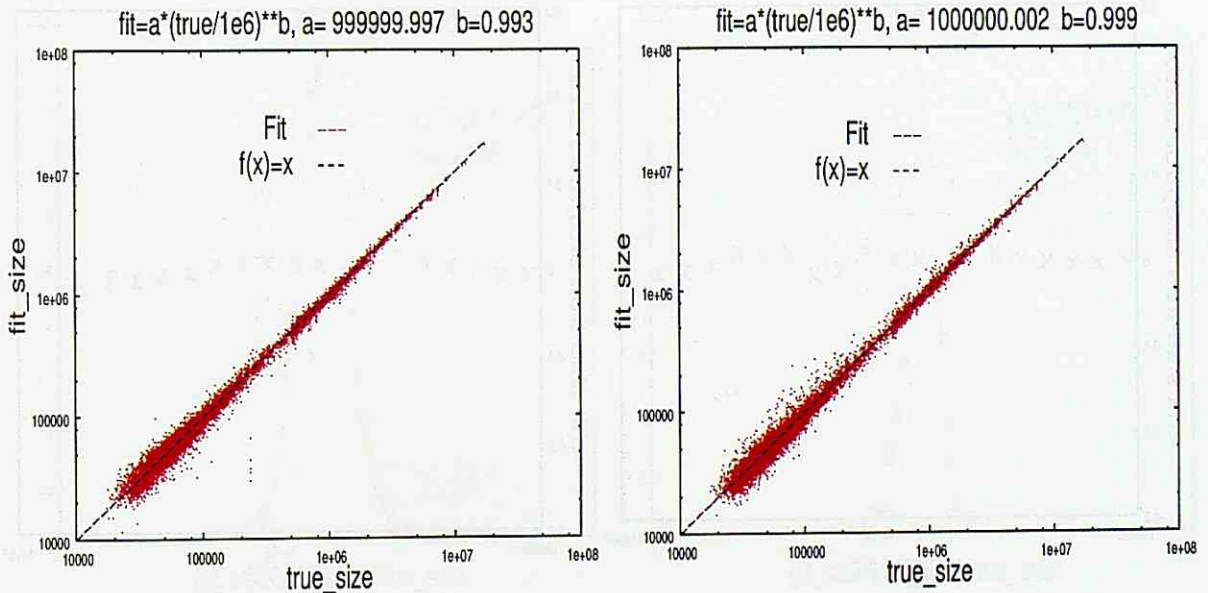 fit=a*(true/1e6)**b, a= 999999.997 b=0.993
1e+08
1e+07
1e+06
100000
10000
fit_size
Fit
f(x)=x
10000 100000 1e+06 1e+07 1e+08
true_size
fit=a*(true/1e6)**b, a= 1000000.002 b=0.999
1e+08
1e+07
1e+06
100000
10000
fit_size
Fit
f(x)=x
10000 100000 1e+06 1e+07 1e+08
true_size